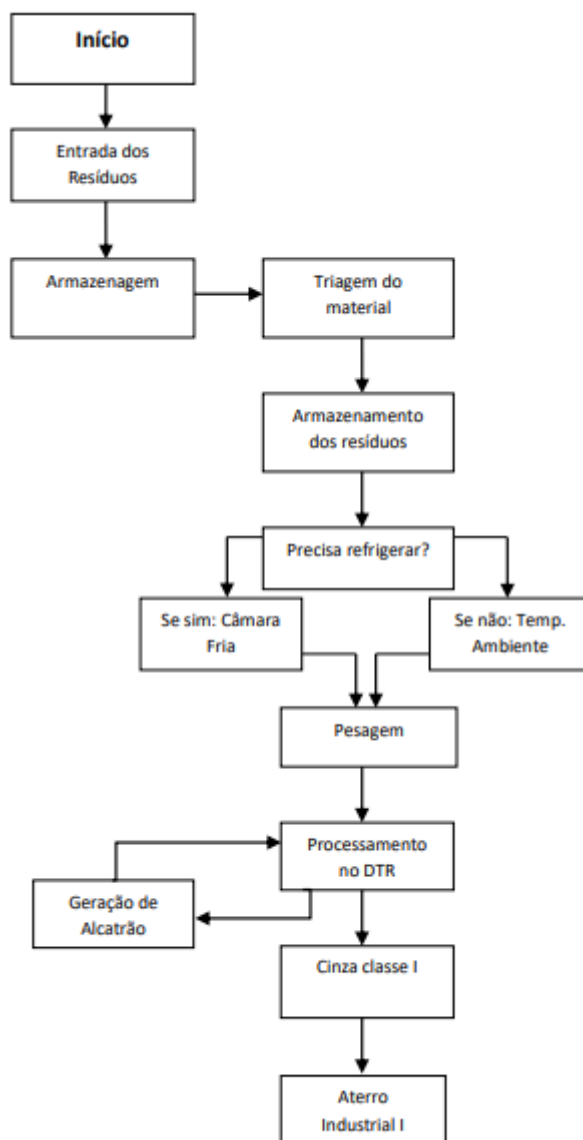 Início
Entrada dos
Resíduos
Armazenagem
Triagem do
material
Armazenamento
dos resíduos
Precisa refrigerar?
Se sim: Câmara
Fria
Se não: Temp.
Ambiente
Pesagem
Processamento
no DTR
Geração de
Alcatrão
Cinza classe I
Aterro
Industrial I